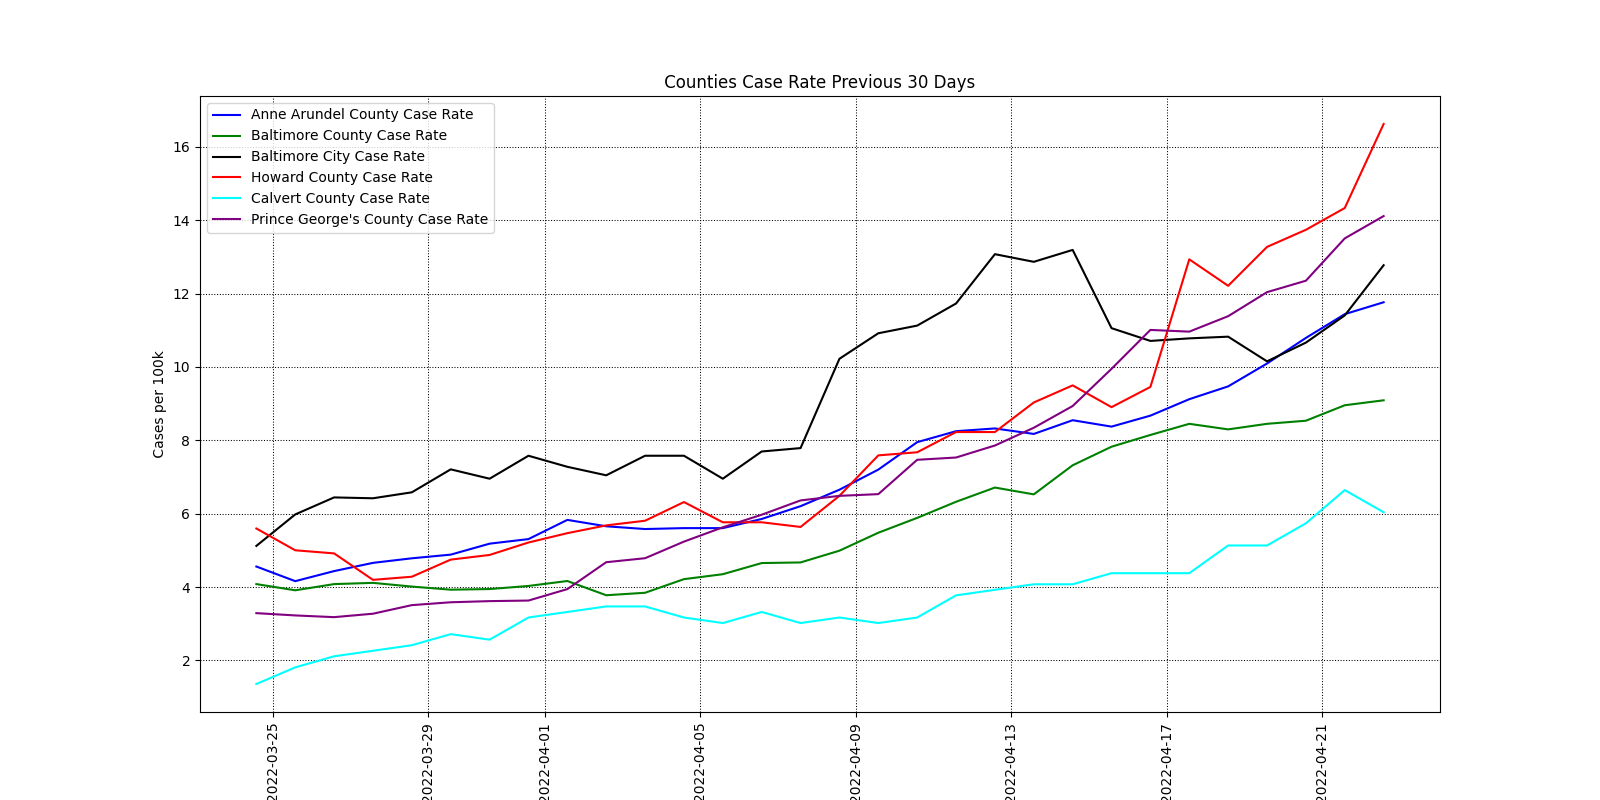 Counties Case Rate Previous 30 Days
Anne Arundel County Case Rate
Baltimore County Case Rate
Baltimore City Case Rate
Howard County Case Rate
Calvert County Case Rate
Prince George's County Case Rate
Cases per 100k
16
14
12
10
8
6
4
2
2022-03-25
2022-03-29
2022-04-01
2022-04-05
2022-04-09
2022-04-13
2022-04-17
2022-04-21